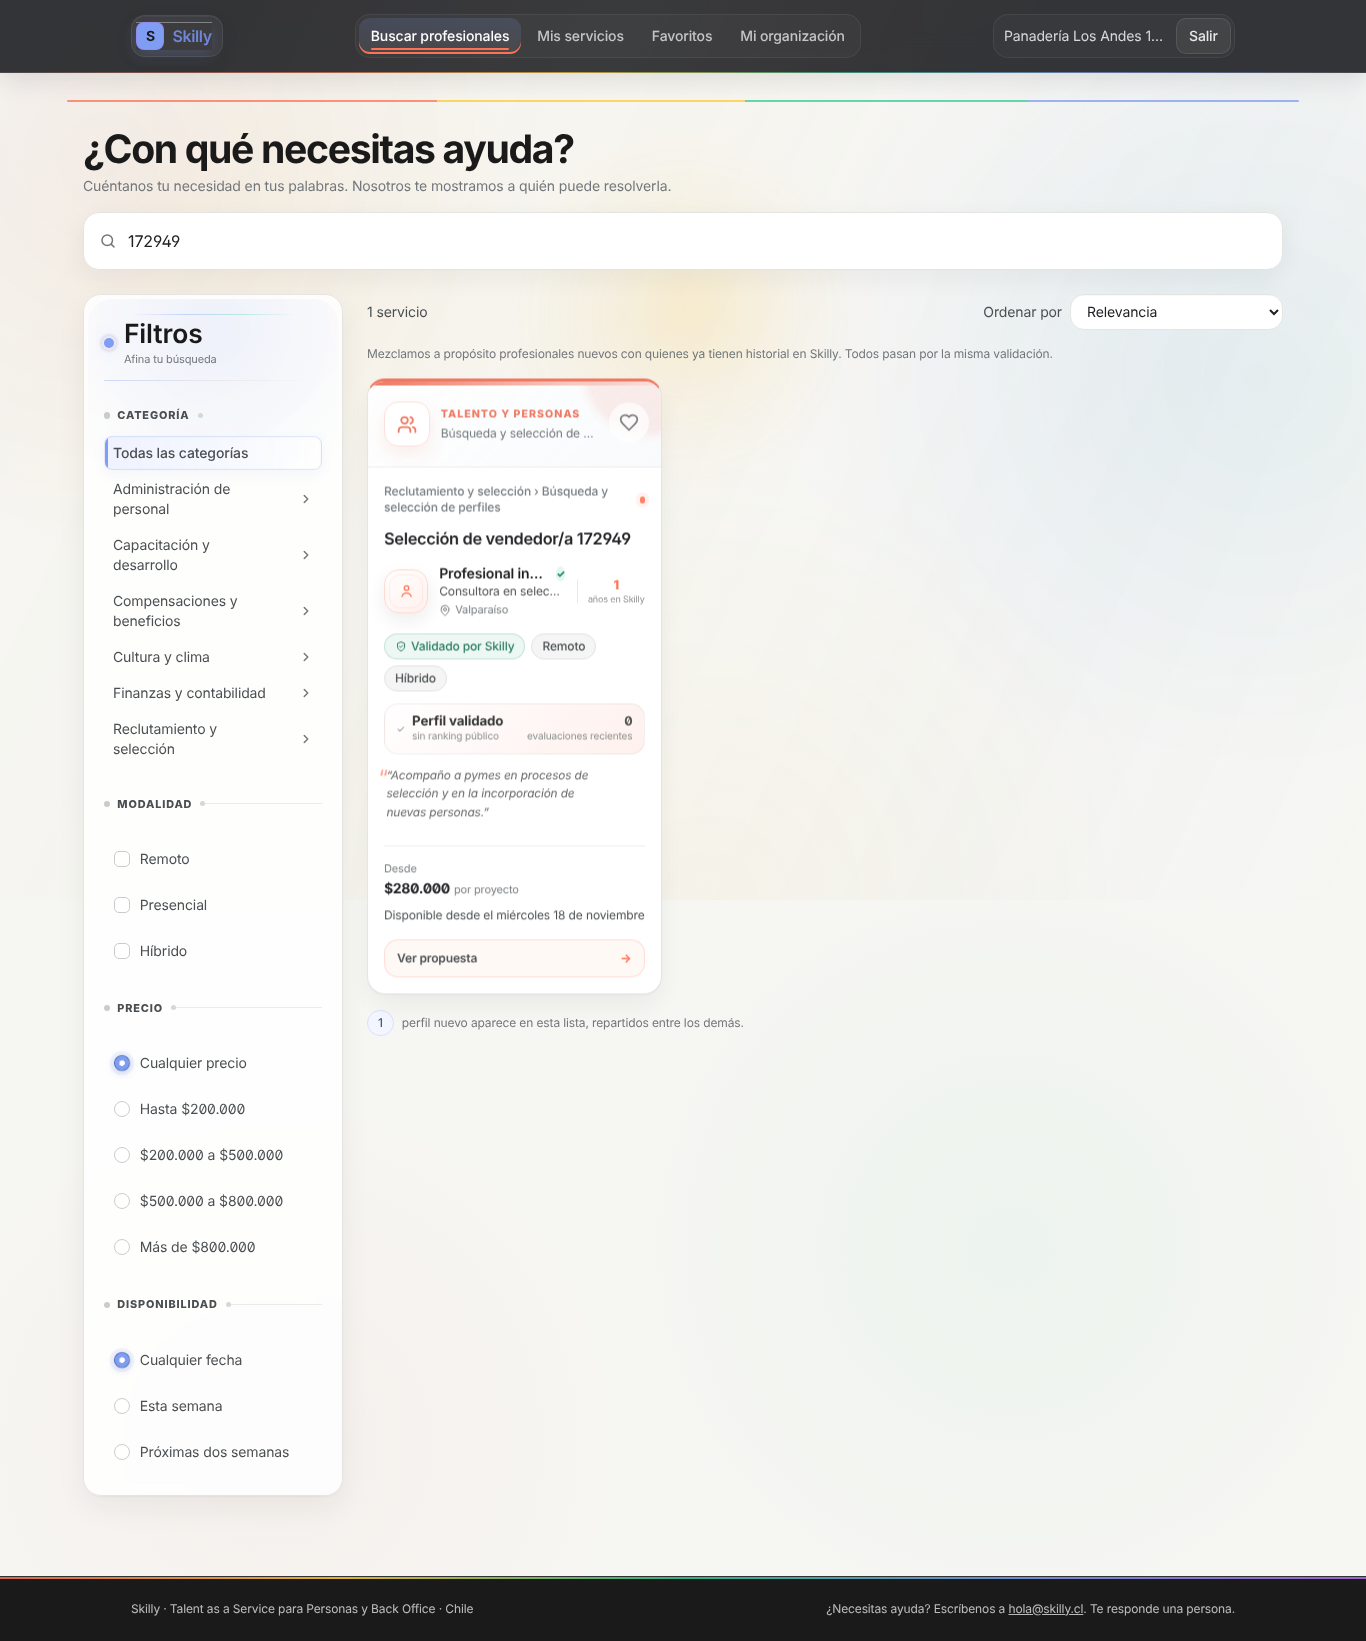 S Skilly
Buscar profesionales
Mis servicios
Favoritos
Mi organización
Panadería Los Andes 1...
Salir
¿Con qué necesitas ayuda?
Cuéntanos tu necesidad en tus palabras. Nosotros te mostramos a quién puede resolverla.
172949
Filtros
Afina tu búsqueda
CATEGORÍA
Todas las categorías
Administración de
personal
Capacitación y
desarrollo
Compensaciones y
beneficios
Cultura y clima
Finanzas y contabilidad
Reclutamiento y
selección
MODALIDAD
Remoto
Presencial
Híbrido
PRECIO
Cualquier precio
Hasta $200.000
$200.000 a $500.000
$500.000 a $800.000
Más de $800.000
DISPONIBILIDAD
Cualquier fecha
Esta semana
Próximas dos semanas
1 servicio
Ordenar por
Relevancia
Mezclamos a propósito profesionales nuevos con quienes ya tienen historial en Skilly. Todos pasan por la misma validación.
TALENTO Y PERSONAS
Búsqueda y selección de ...
Reclutamiento y selección › Búsqueda y
selección de perfiles
Selección de vendedor/a 172949
Profesional in...
Consultora en selec...
Valparaíso
1
años en Skilly
Validado por Skilly
Remoto
Híbrido
Perfil validado
sin ranking público
0
evaluaciones recientes
"“Acompaño a pymes en procesos de
selección y en la incorporación de
nuevas personas.”
Desde
$280.000 por proyecto
Disponible desde el miércoles 18 de noviembre
Ver propuesta
1 perfil nuevo aparece en esta lista, repartidos entre los demás.
Skilly · Talent as a Service para Personas y Back Office · Chile
¿Necesitas ayuda? Escríbenos a hola@skilly.cl. Te responde una persona.